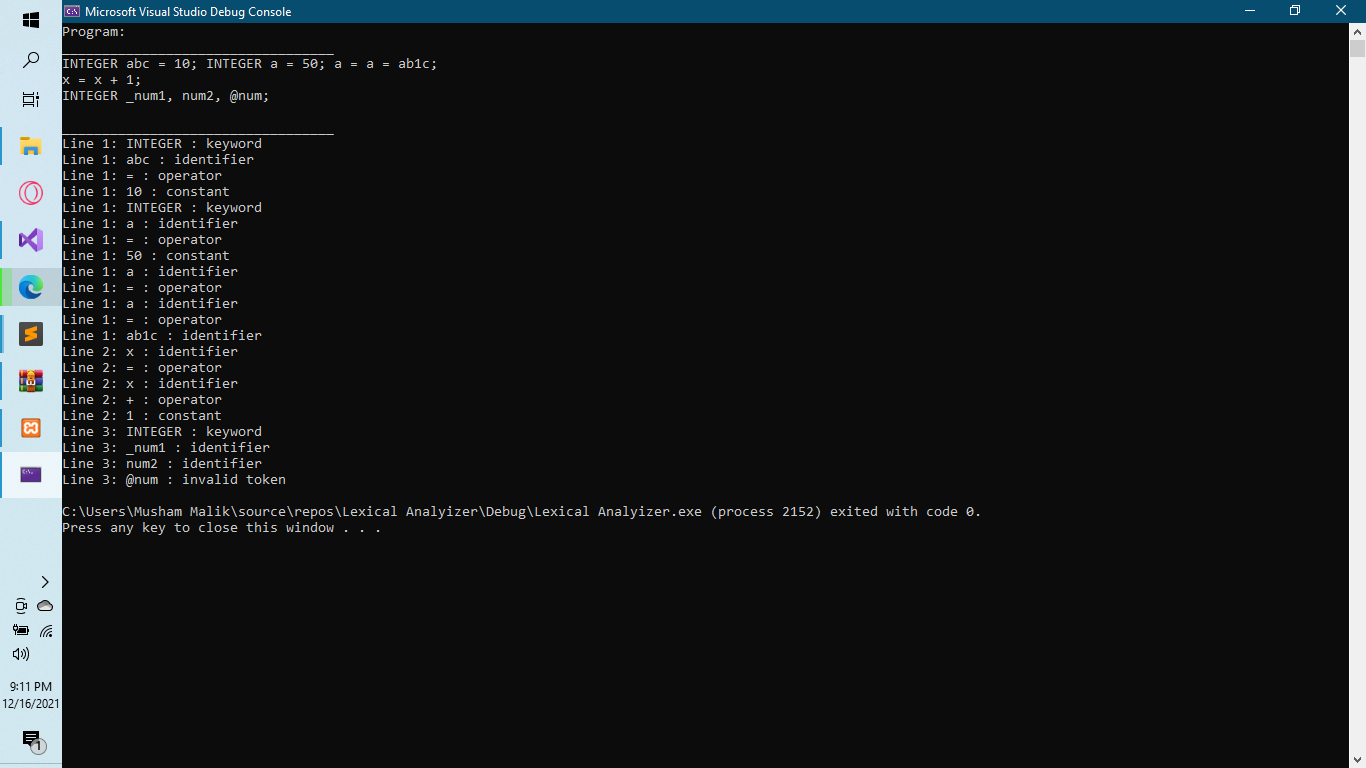 Microsoft Visual Studio Debug Console
Program:
__________________________________
INTEGER abc = 10; INTEGER a = 50; a = a = ab1c;
x = x + 1;
INTEGER _num1, num2, @num;
__________________________________
Line 1: INTEGER : keyword
Line 1: abc : identifier
Line 1: = : operator
Line 1: 10 : constant
Line 1: INTEGER : keyword
Line 1: a : identifier
Line 1: = : operator
Line 1: 50 : constant
Line 1: a : identifier
Line 1: = : operator
Line 1: a : identifier
Line 1: = : operator
Line 1: ab1c : identifier
Line 2: x : identifier
Line 2: = : operator
Line 2: x : identifier
Line 2: + : operator
Line 2: 1 : constant
Line 3: INTEGER : keyword
Line 3: _num1 : identifier
Line 3: num2 : identifier
Line 3: @num : invalid token
C:\Users\Musham Malik\source\repos\Lexical Analyizer\Debug\Lexical Analyizer.exe (process 2152) exited with code 0.
Press any key to close this window . . .
9:11 PM
12/16/2021
1